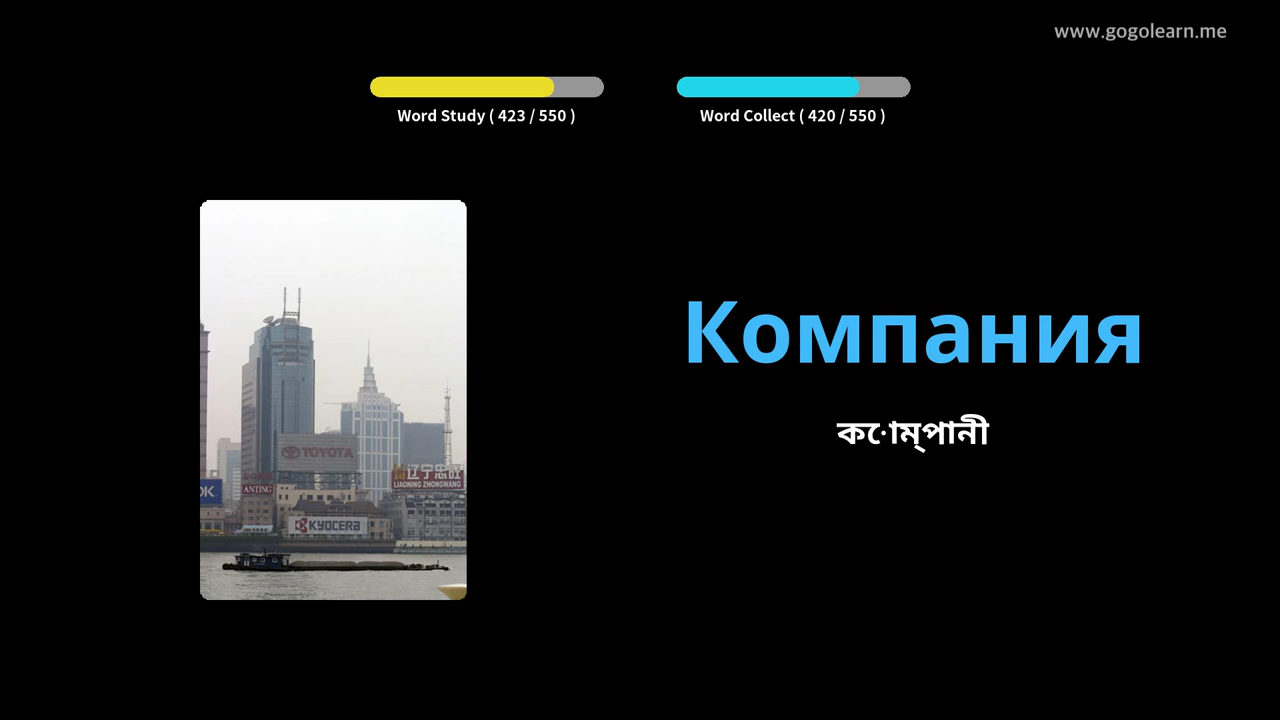 www.gogolearn.me
Word Study ( 423 / 550 )
Word Collect ( 420 / 550 )
Компания
কোম্পানী
TOYOTA
辽宁忠旺
LIAONING ZHONGWANG
ANTING
OK
KYOCERA